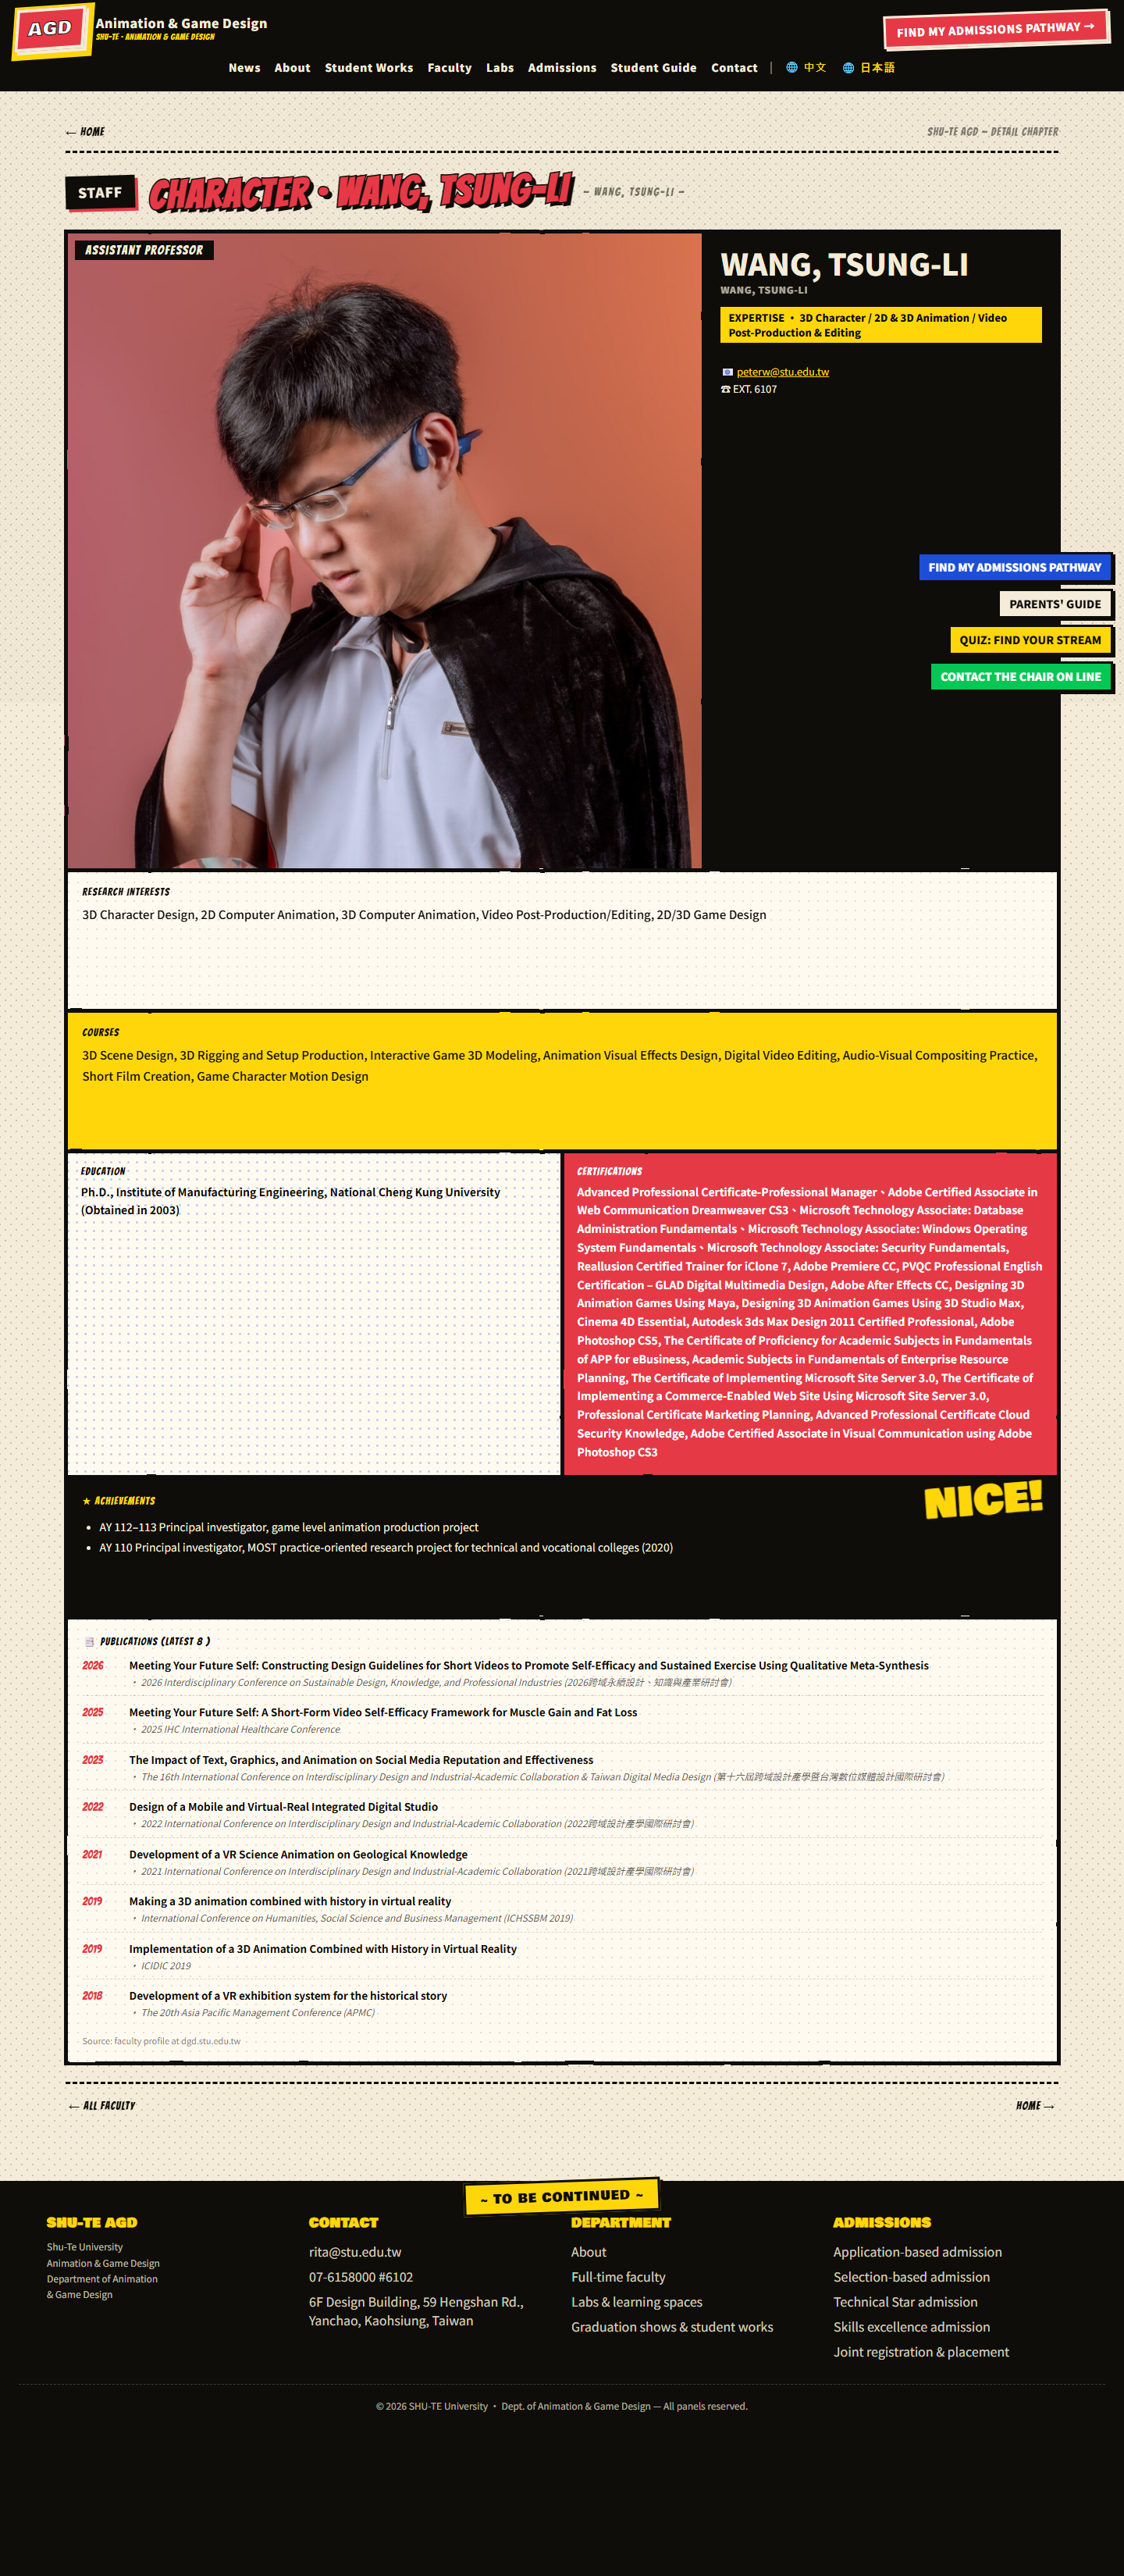 AGD
Animation & Game Design
SHU-TE · ANIMATION & GAME DESIGN
FIND MY ADMISSIONS PATHWAY →
News About Student Works Faculty Labs Admissions Student Guide Contact | 中文 日本語
← HOME
SHU-TE AGD — DETAIL CHAPTER
STAFF
CHARACTER • WANG, TSUNG-LI
— WANG, TSUNG-LI —
ASSISTANT PROFESSOR
WANG, TSUNG-LI
WANG, TSUNG-LI
EXPERTISE ・ 3D Character / 2D & 3D Animation / Video
Post-Production & Editing
peterw@stu.edu.tw
☎ EXT. 6107
FIND MY ADMISSIONS PATHWAY
PARENTS' GUIDE
QUIZ: FIND YOUR STREAM
CONTACT THE CHAIR ON LINE
RESEARCH INTERESTS
3D Character Design, 2D Computer Animation, 3D Computer Animation, Video Post-Production/Editing, 2D/3D Game Design
COURSES
3D Scene Design, 3D Rigging and Setup Production, Interactive Game 3D Modeling, Animation Visual Effects Design, Digital Video Editing, Audio-Visual Compositing Practice,
Short Film Creation, Game Character Motion Design
EDUCATION
Ph.D., Institute of Manufacturing Engineering, National Cheng Kung University
(Obtained in 2003)
CERTIFICATIONS
Advanced Professional Certificate-Professional Manager、Adobe Certified Associate in
Web Communication Dreamweaver CS3、Microsoft Technology Associate: Database
Administration Fundamentals、Microsoft Technology Associate: Windows Operating
System Fundamentals、Microsoft Technology Associate: Security Fundamentals,
Reallusion Certified Trainer for iClone 7, Adobe Premiere CC, PVQC Professional English
Certification – GLAD Digital Multimedia Design, Adobe After Effects CC, Designing 3D
Animation Games Using Maya, Designing 3D Animation Games Using 3D Studio Max,
Cinema 4D Essential, Autodesk 3ds Max Design 2011 Certified Professional, Adobe
Photoshop CS5, The Certificate of Proficiency for Academic Subjects in Fundamentals
of APP for eBusiness, Academic Subjects in Fundamentals of Enterprise Resource
Planning, The Certificate of Implementing Microsoft Site Server 3.0, The Certificate of
Implementing a Commerce-Enabled Web Site Using Microsoft Site Server 3.0,
Professional Certificate Marketing Planning, Advanced Professional Certificate Cloud
Security Knowledge, Adobe Certified Associate in Visual Communication using Adobe
Photoshop CS3
★ ACHIEVEMENTS
NICE!
• AY 112–113 Principal investigator, game level animation production project
• AY 110 Principal investigator, MOST practice-oriented research project for technical and vocational colleges (2020)
PUBLICATIONS (LATEST 8 )
2026 Meeting Your Future Self: Constructing Design Guidelines for Short Videos to Promote Self-Efficacy and Sustained Exercise Using Qualitative Meta-Synthesis
・ 2026 Interdisciplinary Conference on Sustainable Design, Knowledge, and Professional Industries (2026跨域永續設計、知識與產業研討會)
2025 Meeting Your Future Self: A Short-Form Video Self-Efficacy Framework for Muscle Gain and Fat Loss
・ 2025 IHC International Healthcare Conference
2023 The Impact of Text, Graphics, and Animation on Social Media Reputation and Effectiveness
・ The 16th International Conference on Interdisciplinary Design and Industrial-Academic Collaboration & Taiwan Digital Media Design (第十六屆跨域設計產學暨台灣數位媒體設計國際研討會)
2022 Design of a Mobile and Virtual-Real Integrated Digital Studio
・ 2022 International Conference on Interdisciplinary Design and Industrial-Academic Collaboration (2022跨域設計產學國際研討會)
2021 Development of a VR Science Animation on Geological Knowledge
・ 2021 International Conference on Interdisciplinary Design and Industrial-Academic Collaboration (2021跨域設計產學國際研討會)
2019 Making a 3D animation combined with history in virtual reality
・ International Conference on Humanities, Social Science and Business Management (ICHSSBM 2019)
2019 Implementation of a 3D Animation Combined with History in Virtual Reality
・ ICIDIC 2019
2018 Development of a VR exhibition system for the historical story
・ The 20th Asia Pacific Management Conference (APMC)
Source: faculty profile at dgd.stu.edu.tw
← ALL FACULTY
HOME →
~ TO BE CONTINUED ~
SHU-TE AGD
Shu-Te University
Animation & Game Design
Department of Animation
& Game Design
CONTACT
rita@stu.edu.tw
07-6158000 #6102
6F Design Building, 59 Hengshan Rd.,
Yanchao, Kaohsiung, Taiwan
DEPARTMENT
About
Full-time faculty
Labs & learning spaces
Graduation shows & student works
ADMISSIONS
Application-based admission
Selection-based admission
Technical Star admission
Skills excellence admission
Joint registration & placement
© 2026 SHU-TE University ・ Dept. of Animation & Game Design — All panels reserved.